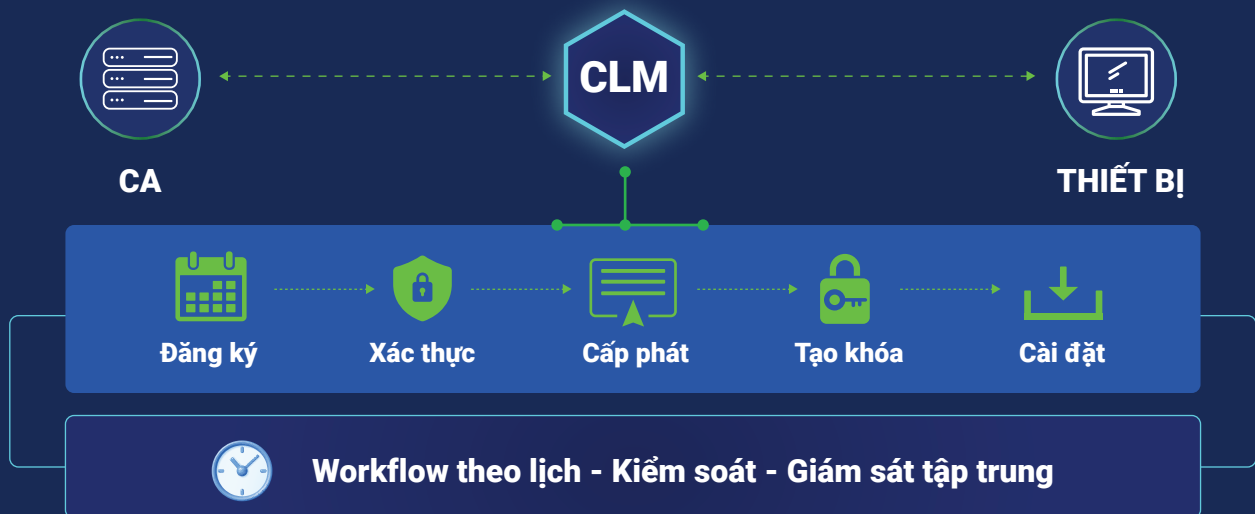 CLM
CA
THIẾT BỊ
Đăng ký
Xác thực
Cấp phát
Tạo khóa
Cài đặt
Workflow theo lịch - Kiểm soát - Giám sát tập trung